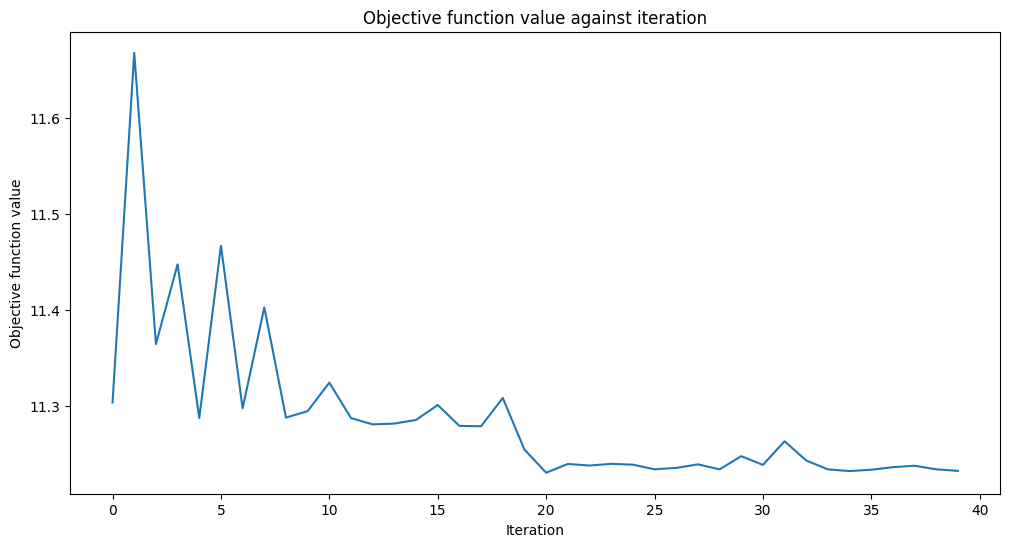 Objective function value against iteration
Objective function value
11.6
11.5
11.4
11.3
0 5 10 15 20 25 30 35 40
Iteration